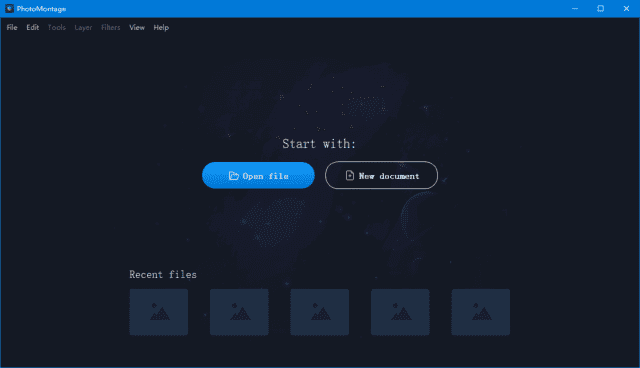 PhotoMontage
File Edit Tools Layer Filters View Help
Start with:
Open file
New document
Recent files